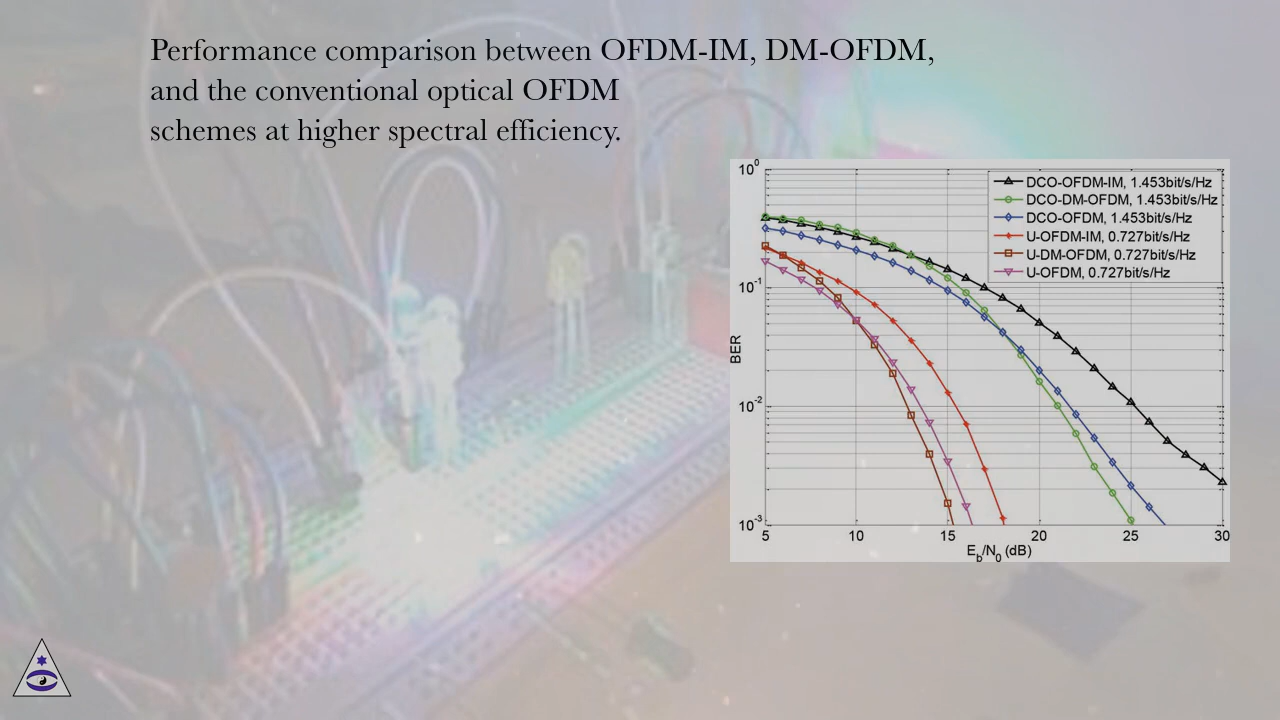 Performance comparison between OFDM-IM, DM-OFDM,
and the conventional optical OFDM
schemes at higher spectral efficiency.
10^0
DCO-OFDM-IM, 1.453bit/s/Hz
DCO-DM-OFDM, 1.453bit/s/Hz
DCO-OFDM, 1.453bit/s/Hz
U-OFDM-IM, 0.727bit/s/Hz
U-DM-OFDM, 0.727bit/s/Hz
U-OFDM, 0.727bit/s/Hz
10^-1
BER
10^-2
10^-3
5 10 15 20 25 30
E_b/N_0 (dB)